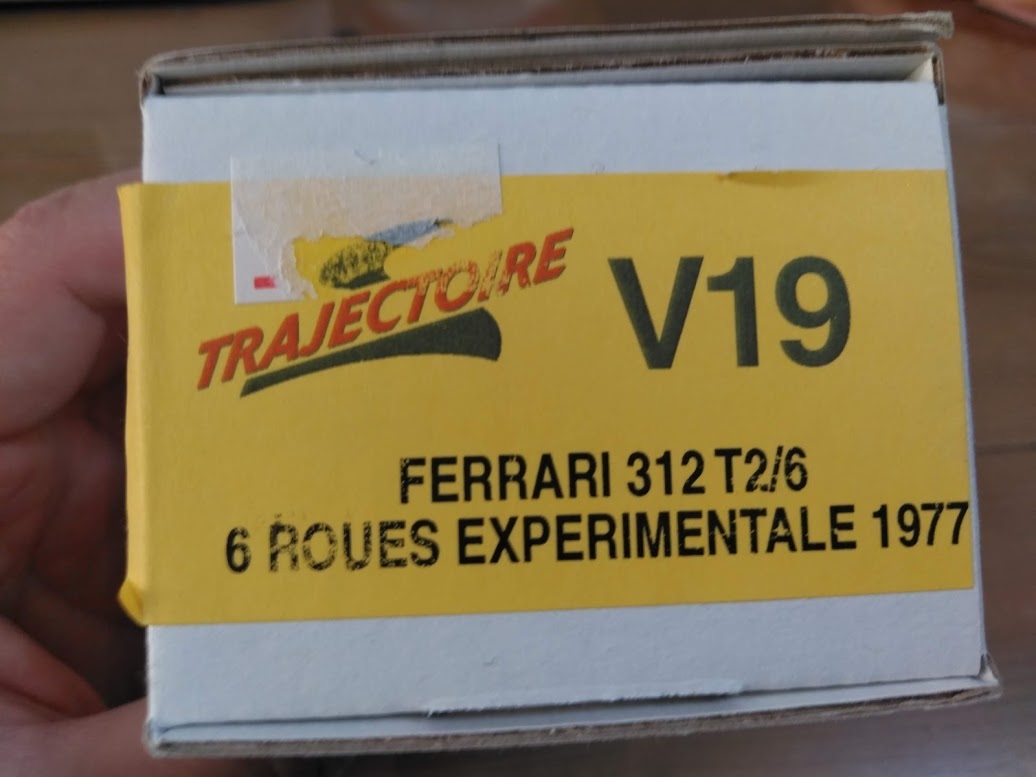 TRAJECTOIRE
V19
FERRARI 312 T2/6
6 ROUES EXPERIMENTALE 1977